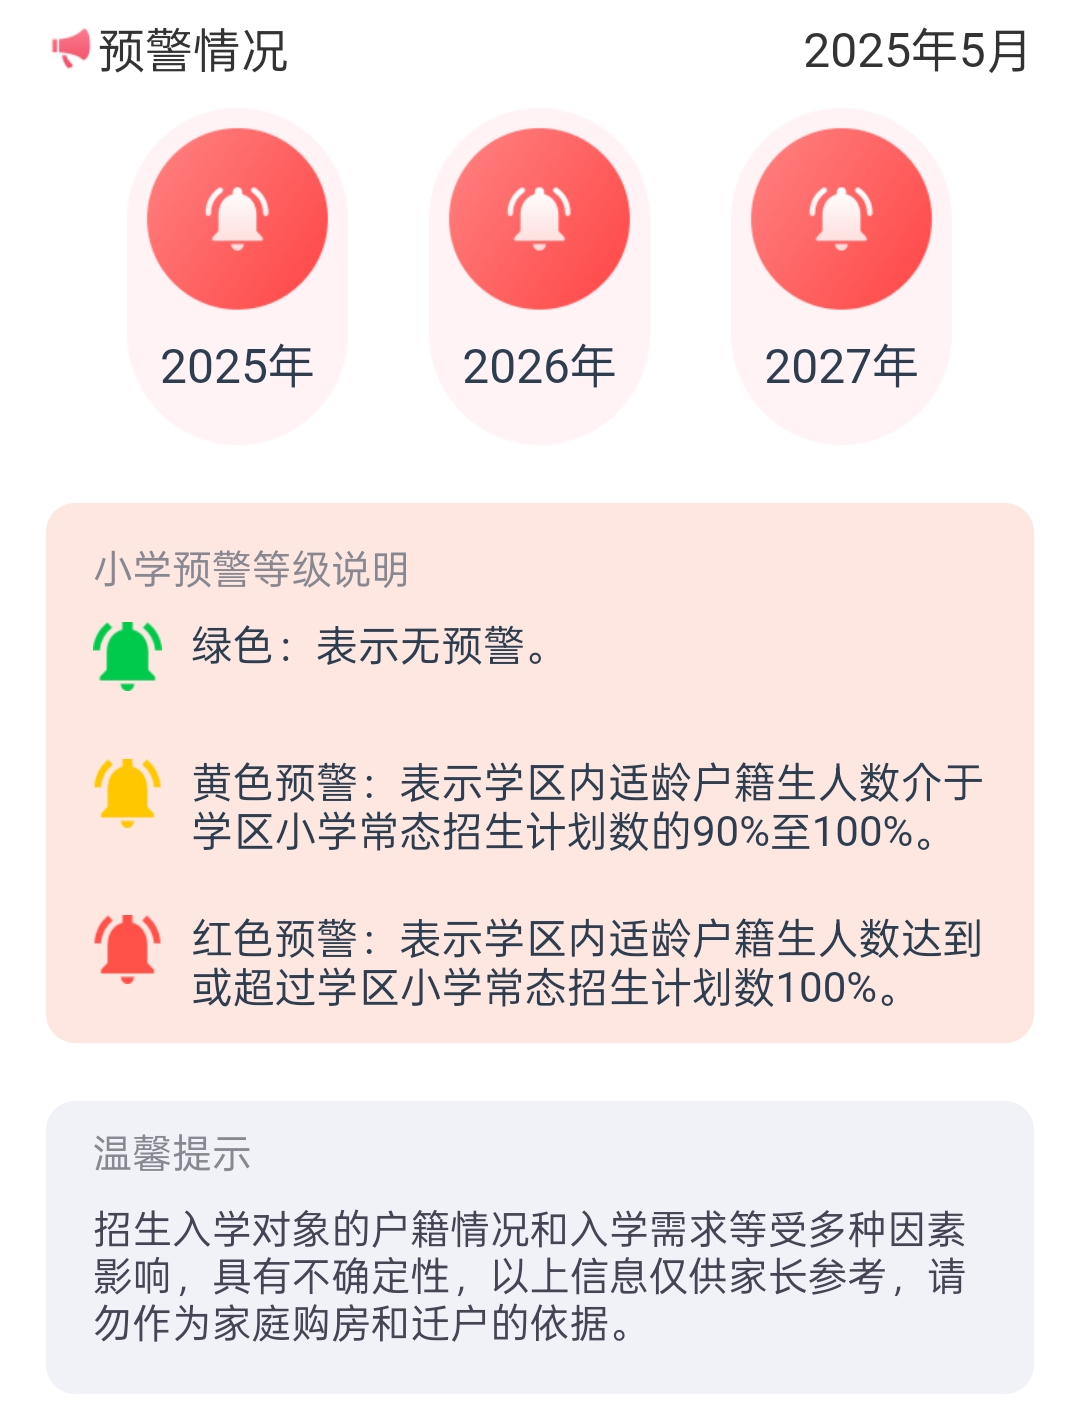 预警情况 2025年5月
2025年 2026年 2027年
小学预警等级说明
绿色：表示无预警。
黄色预警：表示学区内适龄户籍生人数介于
学区小学常态招生计划数的90%至100%。
红色预警：表示学区内适龄户籍生人数达到
或超过学区小学常态招生计划数100%。
温馨提示
招生入学对象的户籍情况和入学需求等受多种因素
影响，具有不确定性，以上信息仅供家长参考，请
勿作为家庭购房和迁户的依据。